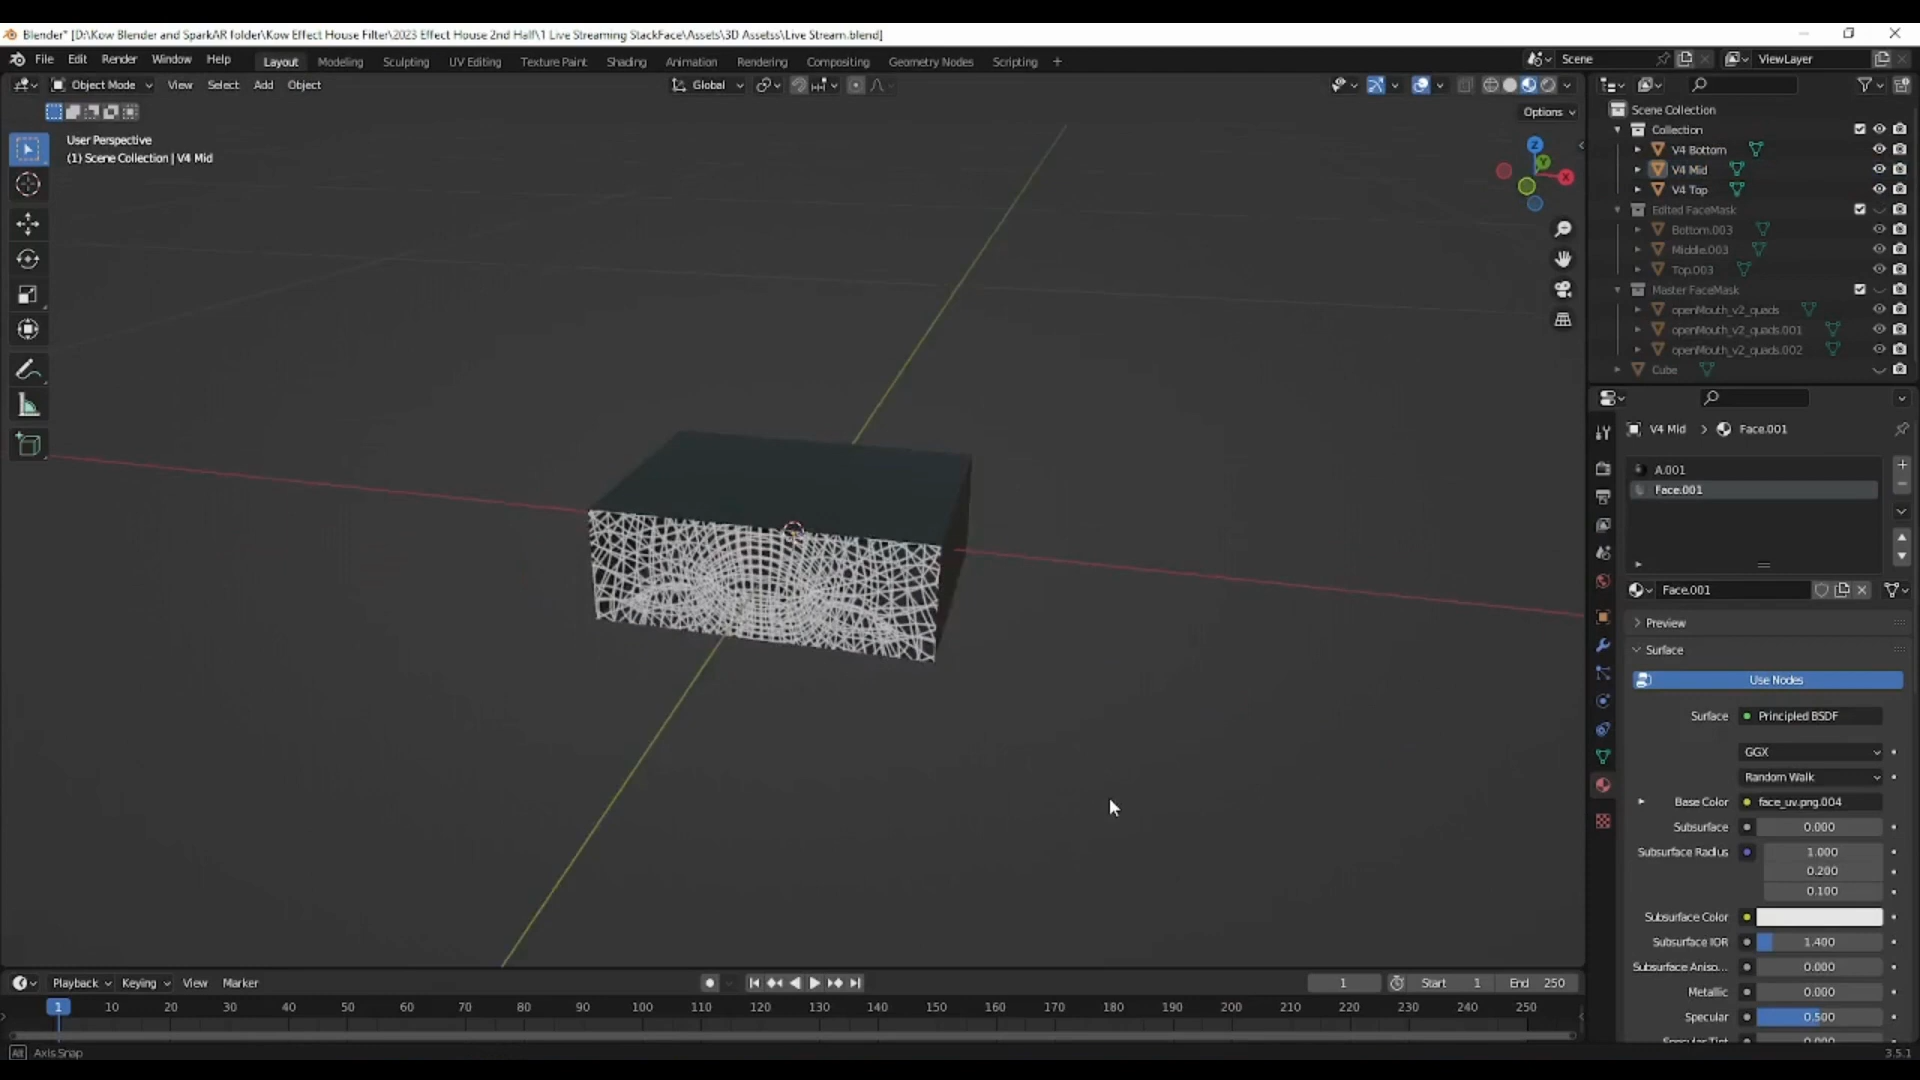 Blender* [D:\Kow Blender and SparkAR folder\Kow Effect House Filter\2023 Effect House 2nd Half\1 Live Streaming StackFace\Assets\3D Assetss\Live Stream.blend]
File Edit Render Window Help Layout Modeling Sculpting UV Editing Texture Paint Shading Animation Rendering Compositing Geometry Nodes Scripting + Scene ViewLayer
Object Mode View Select Add Object Global
Options
User Perspective
(1) Scene Collection | V4 Mid
Z
Y
X
Scene Collection
Collection
V4 Bottom
V4 Mid
V4 Top
Edited FaceMask
Bottom.003
Middle.003
Top.003
Master FaceMask
openMouth_v2_quads
openMouth_v2_quads.001
openMouth_v2_quads.002
Cube
V4 Mid > Face.001
A.001
Face.001
Face.001
Preview
Surface
Use Nodes
Surface Principled BSDF
GGX
Random Walk
Base Color face_uv.png.004
Subsurface 0.000
Subsurface Radius 1.000
0.200
0.100
Subsurface Color
Subsurface IOR 1.400
Subsurface Aniso... 0.000
Metallic 0.000
Specular 0.500
Specular Tint 0.000
Playback Keying View Marker 1 Start 1 End 250
1 10 20 30 40 50 60 70 80 90 100 110 120 130 140 150 160 170 180 190 200 210 220 230 240 250
Alt Axis Snap
3.5.1